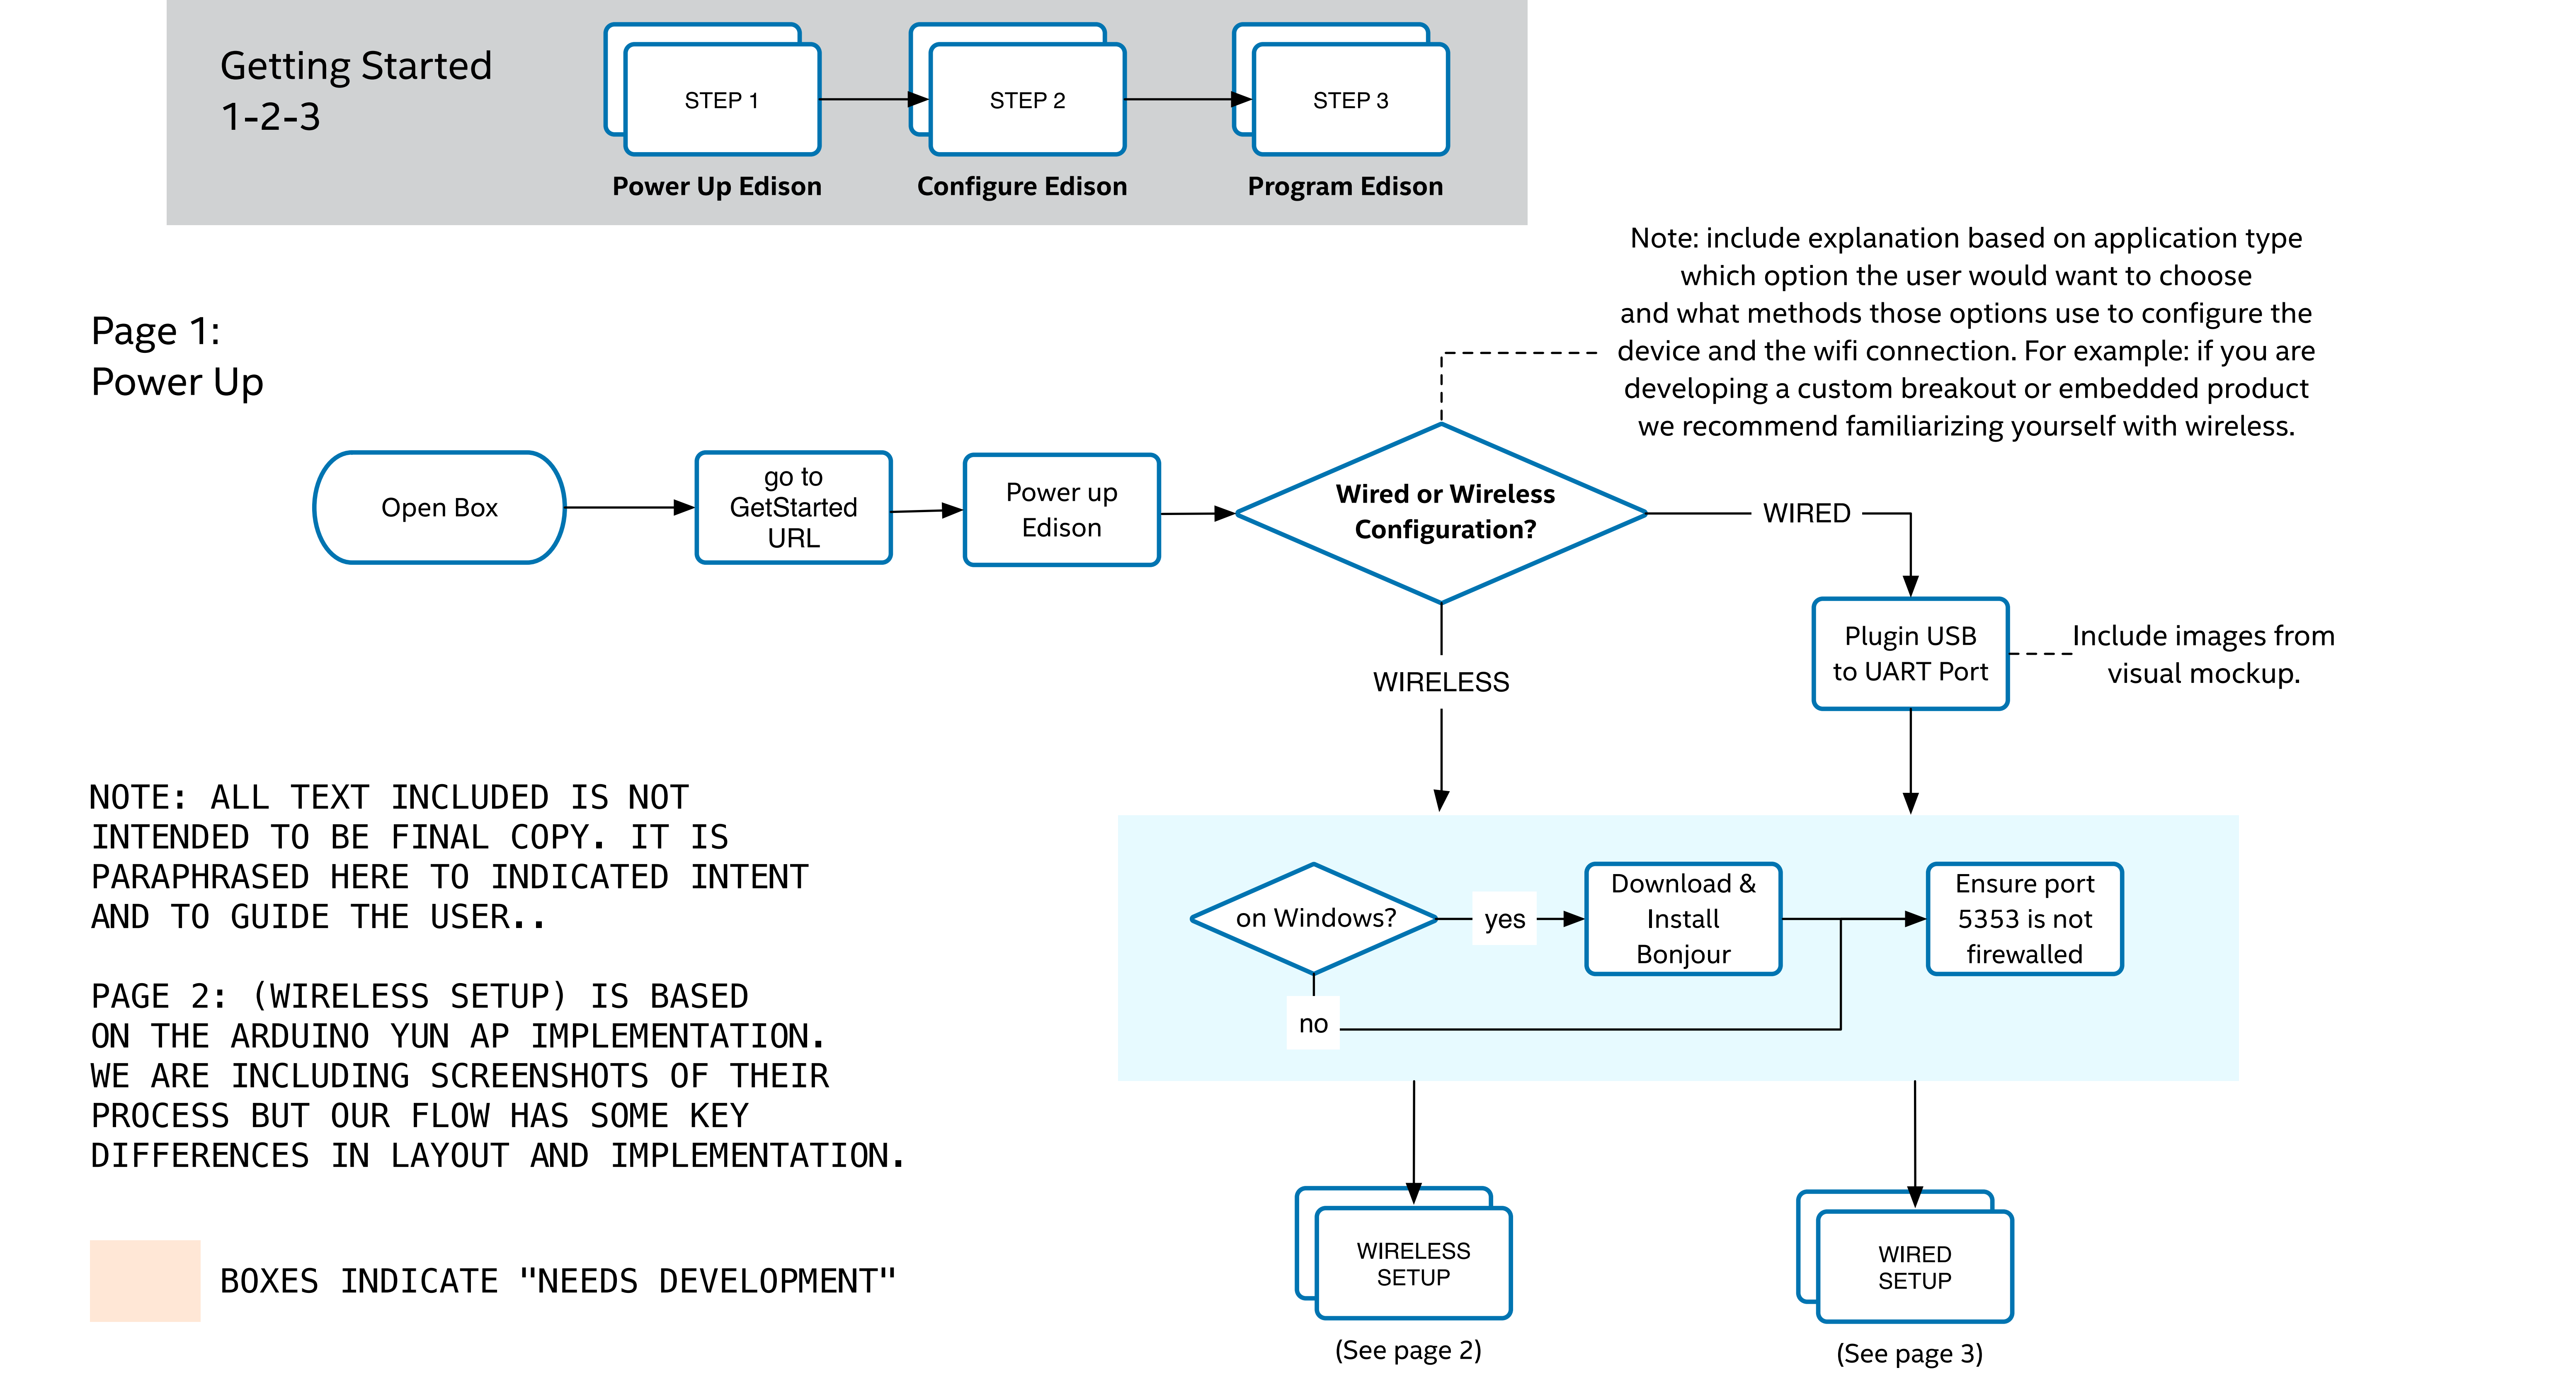 Getting Started
1-2-3
STEP 1
STEP 2
STEP 3
Power Up Edison
Configure Edison
Program Edison
Note: include explanation based on application type
which option the user would want to choose
and what methods those options use to configure the
device and the wifi connection. For example: if you are
developing a custom breakout or embedded product
we recommend familiarizing yourself with wireless.
Page 1:
Power Up
Open Box
go to
GetStarted
URL
Power up
Edison
Wired or Wireless
Configuration?
WIRED
WIRELESS
Plugin USB
to UART Port
Include images from
visual mockup.
NOTE: ALL TEXT INCLUDED IS NOT
INTENDED TO BE FINAL COPY. IT IS
PARAPHRASED HERE TO INDICATED INTENT
AND TO GUIDE THE USER..
PAGE 2: (WIRELESS SETUP) IS BASED
ON THE ARDUINO YUN AP IMPLEMENTATION.
WE ARE INCLUDING SCREENSHOTS OF THEIR
PROCESS BUT OUR FLOW HAS SOME KEY
DIFFERENCES IN LAYOUT AND IMPLEMENTATION.
BOXES INDICATE "NEEDS DEVELOPMENT"
on Windows?
yes
Download &
Install
Bonjour
Ensure port
5353 is not
firewalled
no
WIRELESS
SETUP
(See page 2)
WIRED
SETUP
(See page 3)